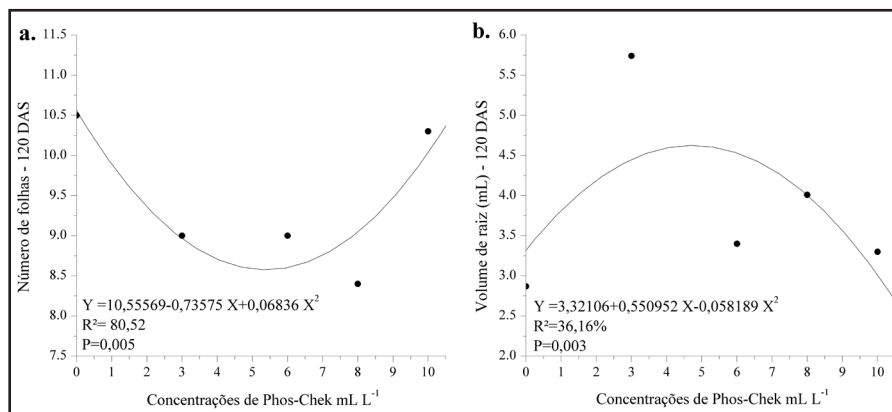 a.
11.5
11.0
10.5
10.0
9.5
9.0
8.5
8.0
7.5
Número de folhas - 120 DAS
Y =10,55569-0,73575 X+0,06836 X²
R²= 80,52
P=0,005
0 1 2 3 4 5 6 7 8 9 10
Concentrações de Phos-Chek mL L⁻¹
b.
6.0
5.5
5.0
4.5
4.0
3.5
3.0
2.5
2.0
Volume de raiz (mL) - 120 DAS
Y =3,32106+0,550952 X-0,058189 X²
R²=36,16%
P=0,003
0 1 2 3 4 5 6 7 8 9 10
Concentrações de Phos-Chek mL L⁻¹